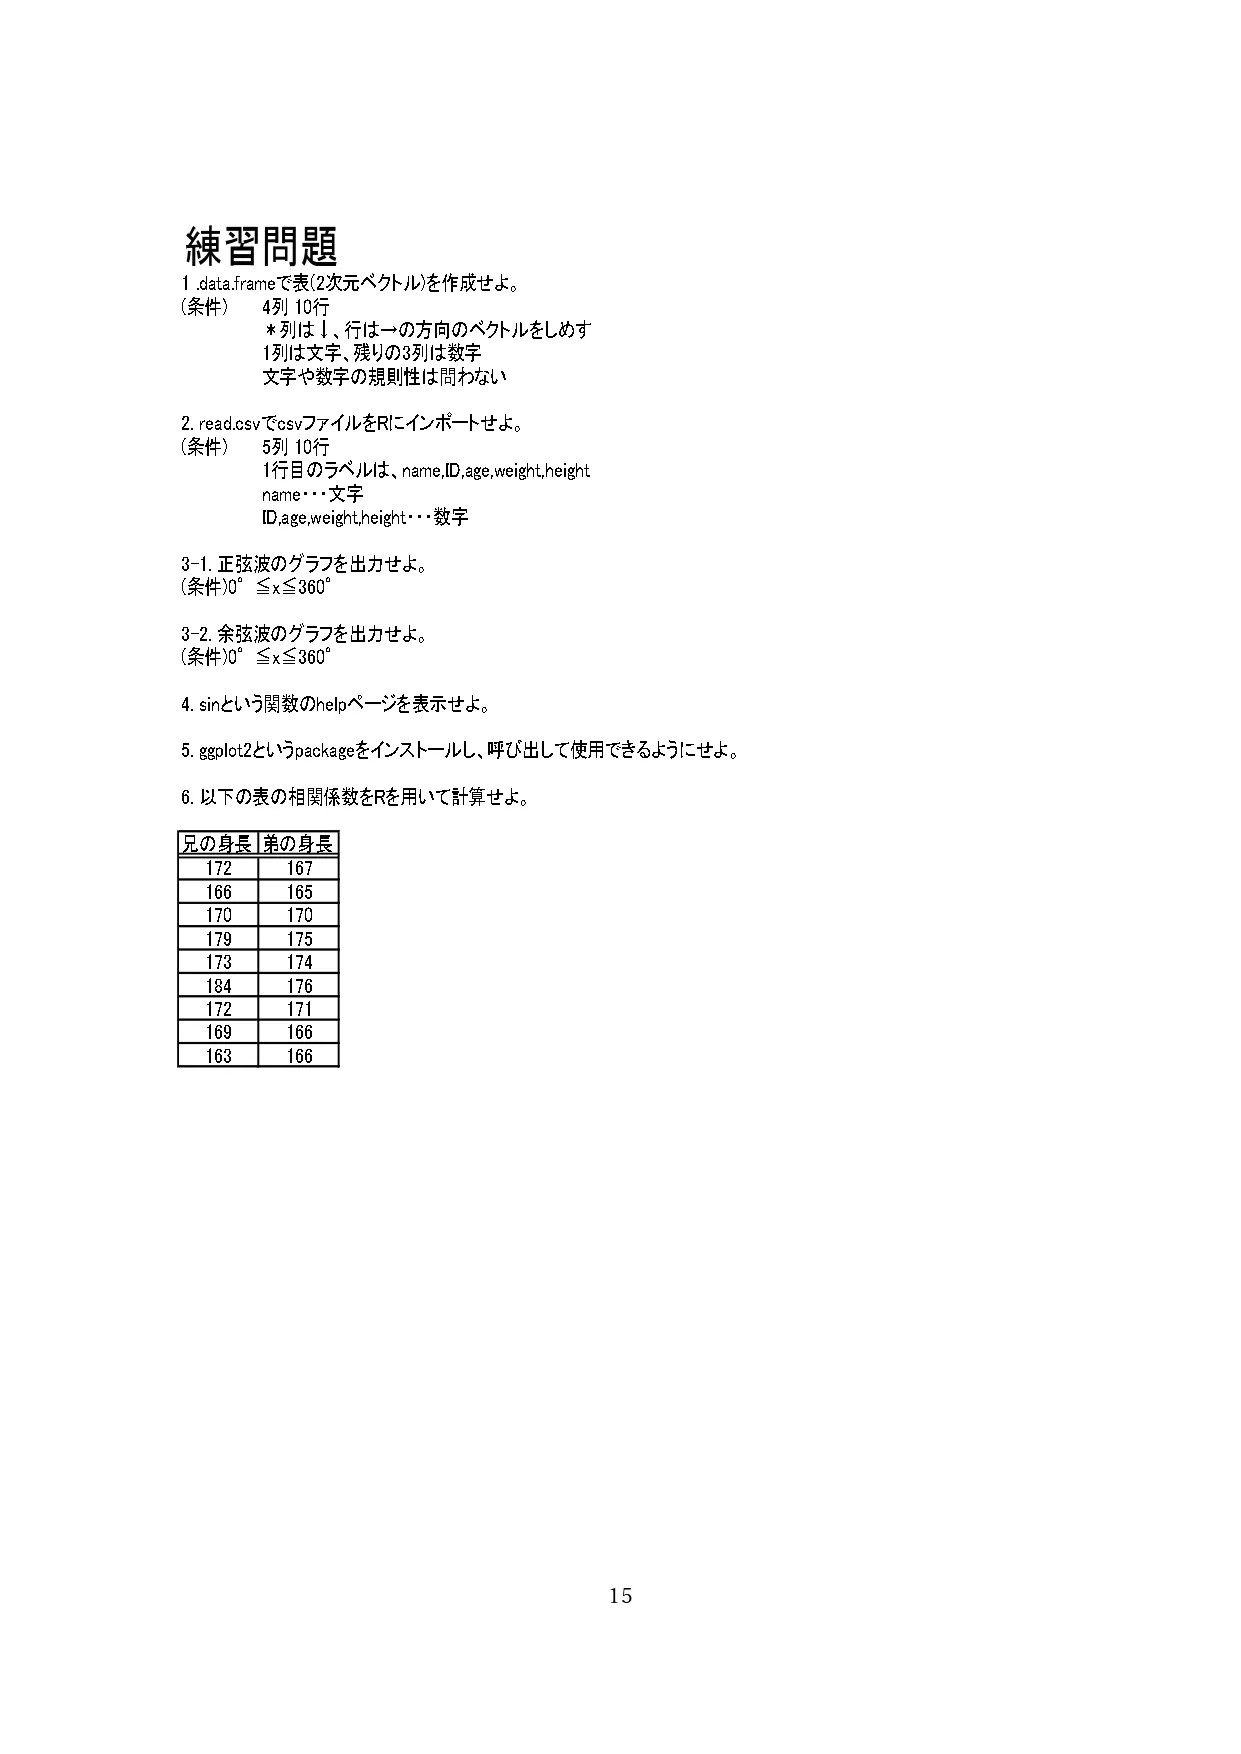 練習問題
1 .data.frameで表(2次元ベクトル)を作成せよ。
(条件) 4列 10行
＊列は↓、行は→の方向のベクトルをしめす
1列は文字、残りの3列は数字
文字や数字の規則性は問わない
2. read.csvでcsvファイルをRにインポートせよ。
(条件) 5列 10行
1行目のラベルは、name,ID,age,weight,height
name･･･文字
ID,age,weight,height･･･数字
3-1. 正弦波のグラフを出力せよ。
(条件)0° ≦x≦360°
3-2. 余弦波のグラフを出力せよ。
(条件)0° ≦x≦360°
4. sinという関数のhelpページを表示せよ。
5. ggplot2というpackageをインストールし、呼び出して使用できるようにせよ。
6. 以下の表の相関係数をRを用いて計算せよ。
兄の身長 弟の身長
172 167
166 165
170 170
179 175
173 174
184 176
172 171
169 166
163 166
15